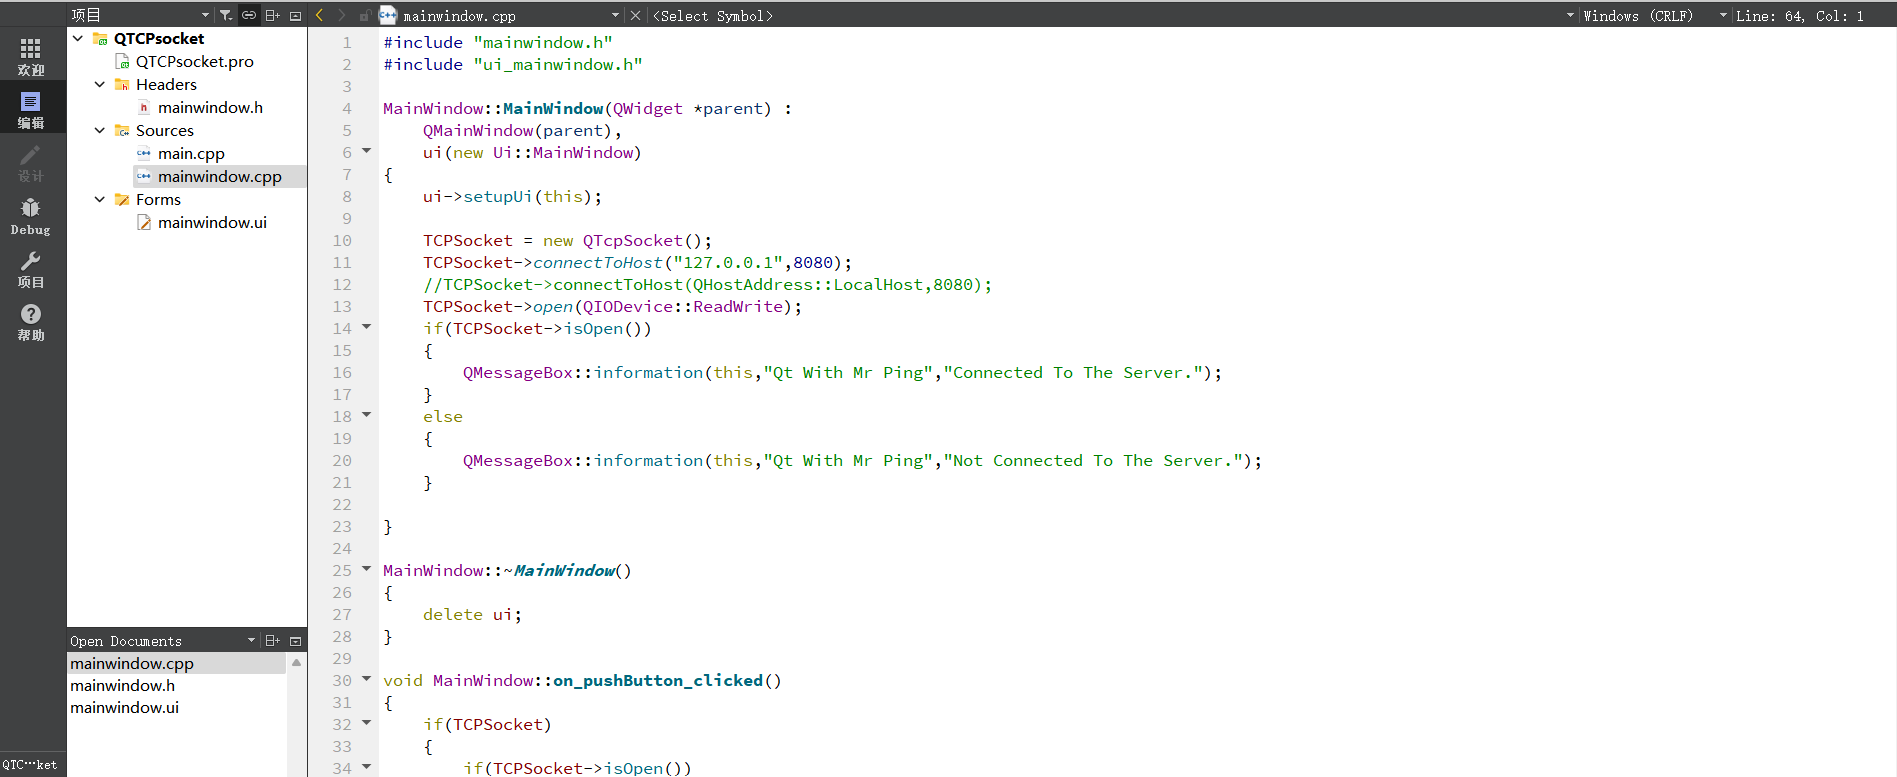 项目
mainwindow.cpp
<Select Symbol>
Windows (CRLF)
Line: 64, Col: 1
欢迎
编辑
设计
Debug
项目
帮助
QTC…ket
QTCPsocket
QTCPsocket.pro
Headers
mainwindow.h
Sources
main.cpp
mainwindow.cpp
Forms
mainwindow.ui
Open Documents
mainwindow.cpp
mainwindow.h
mainwindow.ui
1 #include "mainwindow.h"
2 #include "ui_mainwindow.h"
3
4 MainWindow::MainWindow(QWidget *parent) :
5     QMainWindow(parent),
6     ui(new Ui::MainWindow)
7 {
8     ui->setupUi(this);
9
10     TCPSocket = new QTcpSocket();
11     TCPSocket->connectToHost("127.0.0.1",8080);
12     //TCPSocket->connectToHost(QHostAddress::LocalHost,8080);
13     TCPSocket->open(QIODevice::ReadWrite);
14     if(TCPSocket->isOpen())
15     {
16         QMessageBox::information(this,"Qt With Mr Ping","Connected To The Server.");
17     }
18     else
19     {
20         QMessageBox::information(this,"Qt With Mr Ping","Not Connected To The Server.");
21     }
22
23 }
24
25 MainWindow::~MainWindow()
26 {
27     delete ui;
28 }
29
30 void MainWindow::on_pushButton_clicked()
31 {
32     if(TCPSocket)
33     {
34         if(TCPSocket->isOpen())